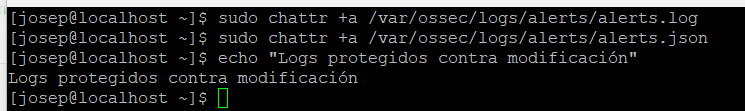 [josep@localhost ~]$ sudo chattr +a /var/ossec/logs/alerts/alerts.log
[josep@localhost ~]$ sudo chattr +a /var/ossec/logs/alerts/alerts.json
[josep@localhost ~]$ echo "Logs protegidos contra modificación"
Logs protegidos contra modificación
[josep@localhost ~]$